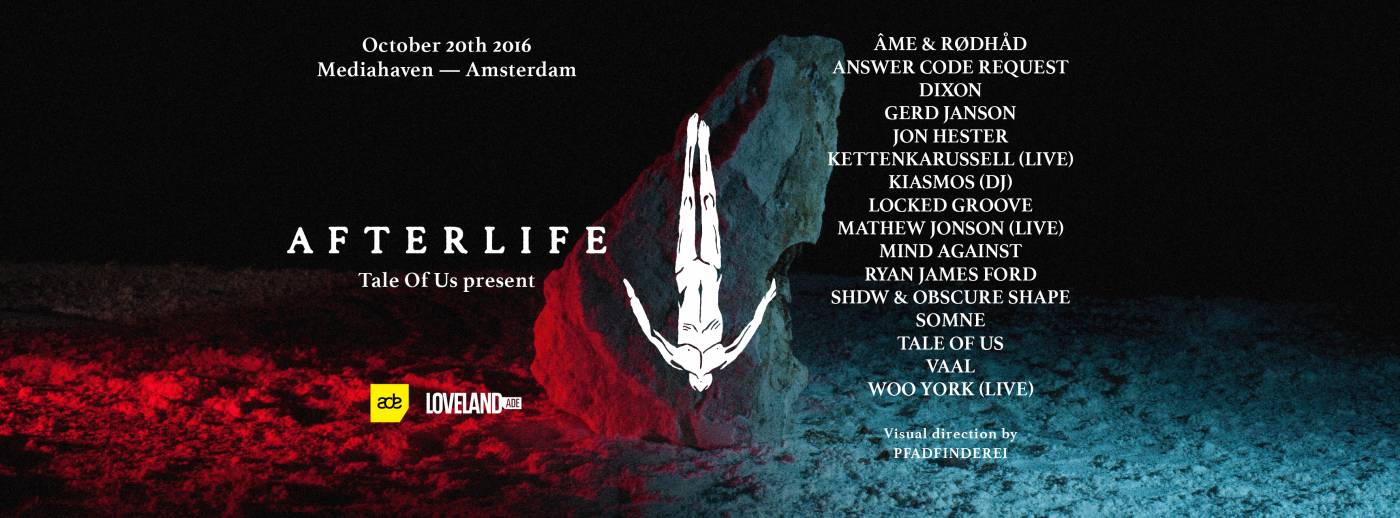 October 20th 2016
Mediahaven — Amsterdam
AFTERLIFE
Tale Of Us present
ade
LOVELAND ADE
ÂME & RØDHÅD
ANSWER CODE REQUEST
DIXON
GERD JANSON
JON HESTER
KETTENKARUSSELL (LIVE)
KIASMOS (DJ)
LOCKED GROOVE
MATHEW JONSON (LIVE)
MIND AGAINST
RYAN JAMES FORD
SHDW & OBSCURE SHAPE
SOMNE
TALE OF US
VAAL
WOO YORK (LIVE)
Visual direction by
PFADFINDEREI